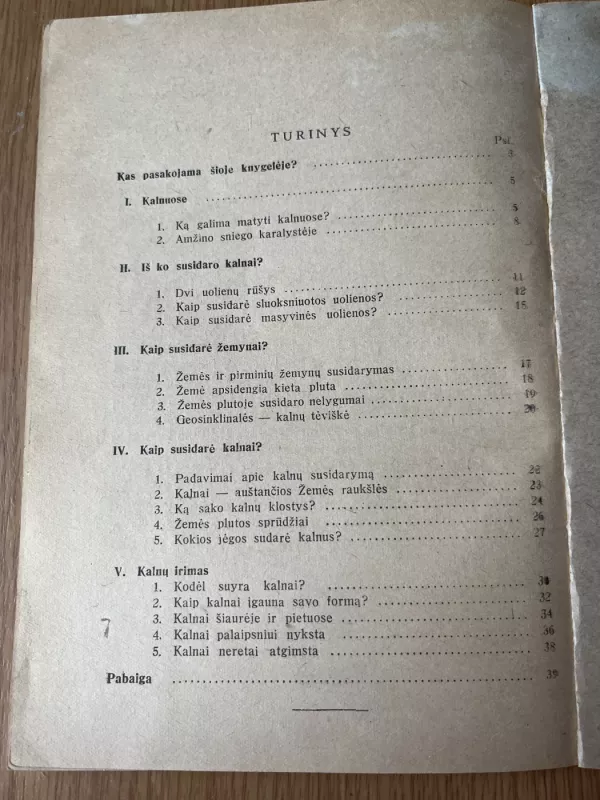 TURINYS
Psl.
Kas pasakojama šioje knygelėje? 3
I. Kalnuose 5
1. Ką galima matyti kalnuose? 5
2. Amžino sniego karalystėje 8
II. Iš ko susidaro kalnai?
1. Dvi uolienų rūšys 11
2. Kaip susidarė sluoksniuotos uolienos? 12
3. Kaip susidarė masyvinės uolienos? 15
III. Kaip susidarė žemynai?
1. Žemės ir pirminių žemynų susidarymas 17
2. Žemė apsidengia kieta pluta 18
3. Žemės plutoje susidaro nelygumai 19
4. Geosinklinalės — kalnų tėviškė 20
IV. Kaip susidarė kalnai?
1. Padavimai apie kalnų susidarymą 22
2. Kalnai — auštančios Žemės raukšlės 23
3. Ką sako kalnų klostys? 24
4. Žemės plutos sprūdžiai 26
5. Kokios jėgos sudarė kalnus? 27
V. Kalnų irimas
1. Kodėl suyra kalnai? 31
2. Kaip kalnai įgauna savo formą? 32
3. Kalnai šiaurėje ir pietuose 34
4. Kalnai palaipsniui nyksta 36
5. Kalnai neretai atgimsta 38
Pabaiga 39